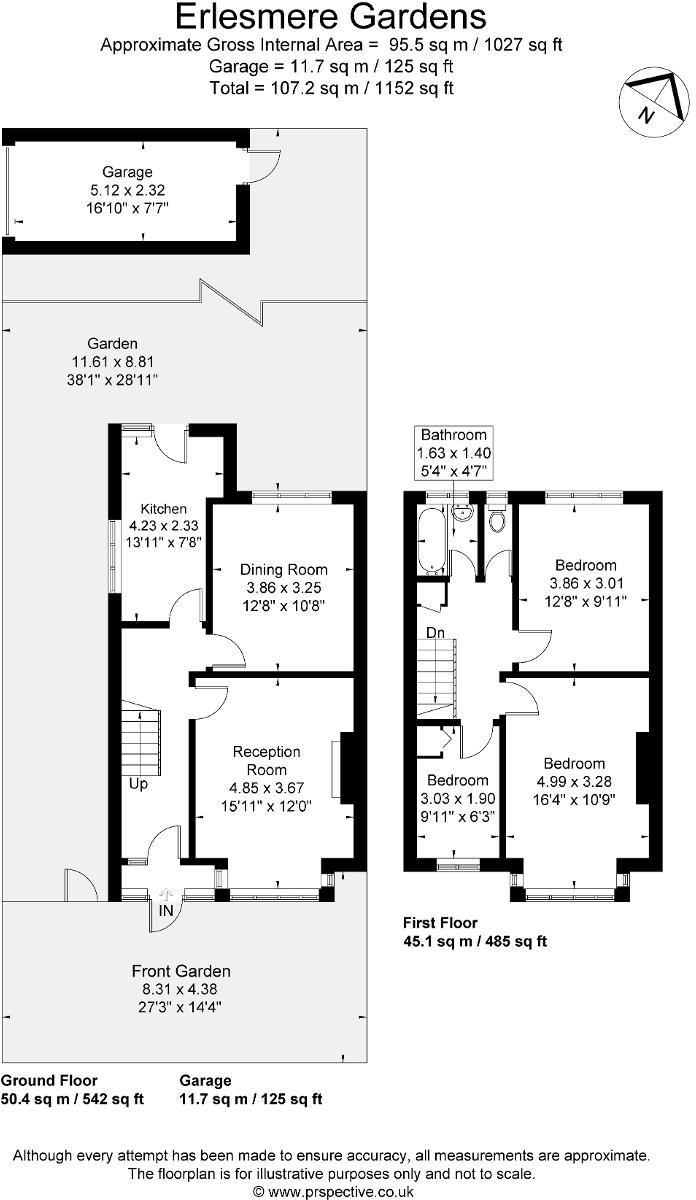 Erlesmere Gardens
Approximate Gross Internal Area = 95.5 sq m / 1027 sq ft
Garage = 11.7 sq m / 125 sq ft
Total = 107.2 sq m / 1152 sq ft
N
Garage
5.12 x 2.32
16'10" x 7'7"
Garden
11.61 x 8.81
38'1" x 28'11"
Kitchen
4.23 x 2.33
13'11" x 7'8"
Dining Room
3.86 x 3.25
12'8" x 10'8"
Up
Reception
Room
4.85 x 3.67
15'11" x 12'0"
IN
Front Garden
8.31 x 4.38
27'3" x 14'4"
Bathroom
1.63 x 1.40
5'4" x 4'7"
Bedroom
3.86 x 3.01
12'8" x 9'11"
Dn
Bedroom
3.03 x 1.90
9'11" x 6'3"
Bedroom
4.99 x 3.28
16'4" x 10'9"
First Floor
45.1 sq m / 485 sq ft
Ground Floor
50.4 sq m / 542 sq ft
Garage
11.7 sq m / 125 sq ft
Although every attempt has been made to ensure accuracy, all measurements are approximate.
The floorplan is for illustrative purposes only and not to scale.
© www.prspective.co.uk